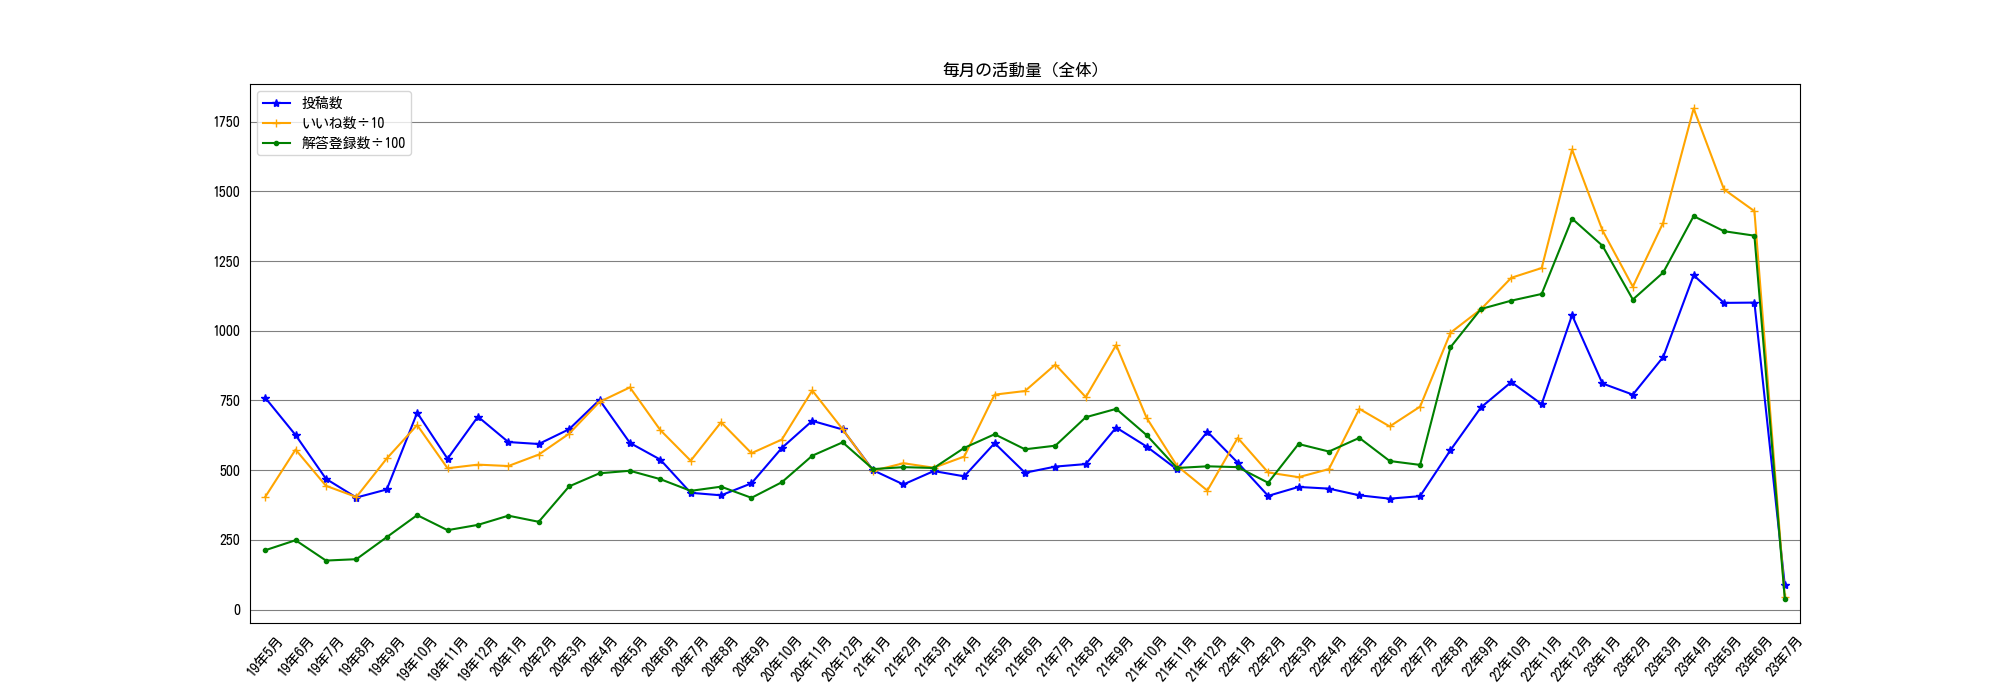 毎月の活動量（全体）
投稿数
いいね数÷10
解答登録数÷100
1750
1500
1250
1000
750
500
250
0
19年5月
19年6月
19年7月
19年8月
19年9月
19年10月
19年11月
19年12月
20年1月
20年2月
20年3月
20年4月
20年5月
20年6月
20年7月
20年8月
20年9月
20年10月
20年11月
20年12月
21年1月
21年2月
21年3月
21年4月
21年5月
21年6月
21年7月
21年8月
21年9月
21年10月
21年11月
21年12月
22年1月
22年2月
22年3月
22年4月
22年5月
22年6月
22年7月
22年8月
22年9月
22年10月
22年11月
22年12月
23年1月
23年2月
23年3月
23年4月
23年5月
23年6月
23年7月